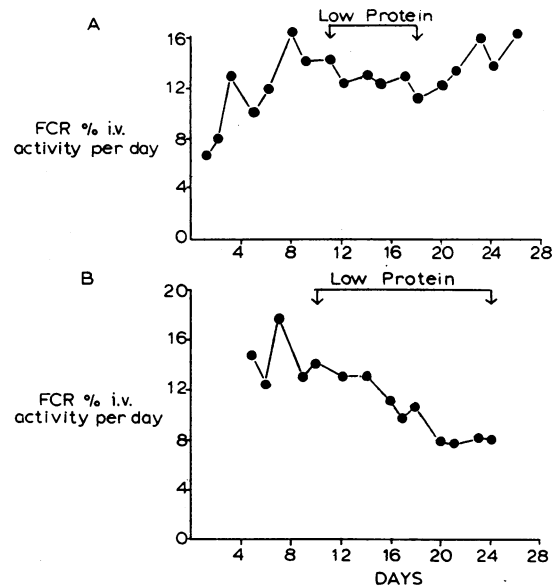 A
Low Protein
16
12
8
4
0
FCR % i.v.
activity per day
4 8 12 16 20 24 28
B
Low Protein
20
16
12
8
4
0
FCR % i.v.
activity per day
4 8 12 16 20 24 28
DAYS